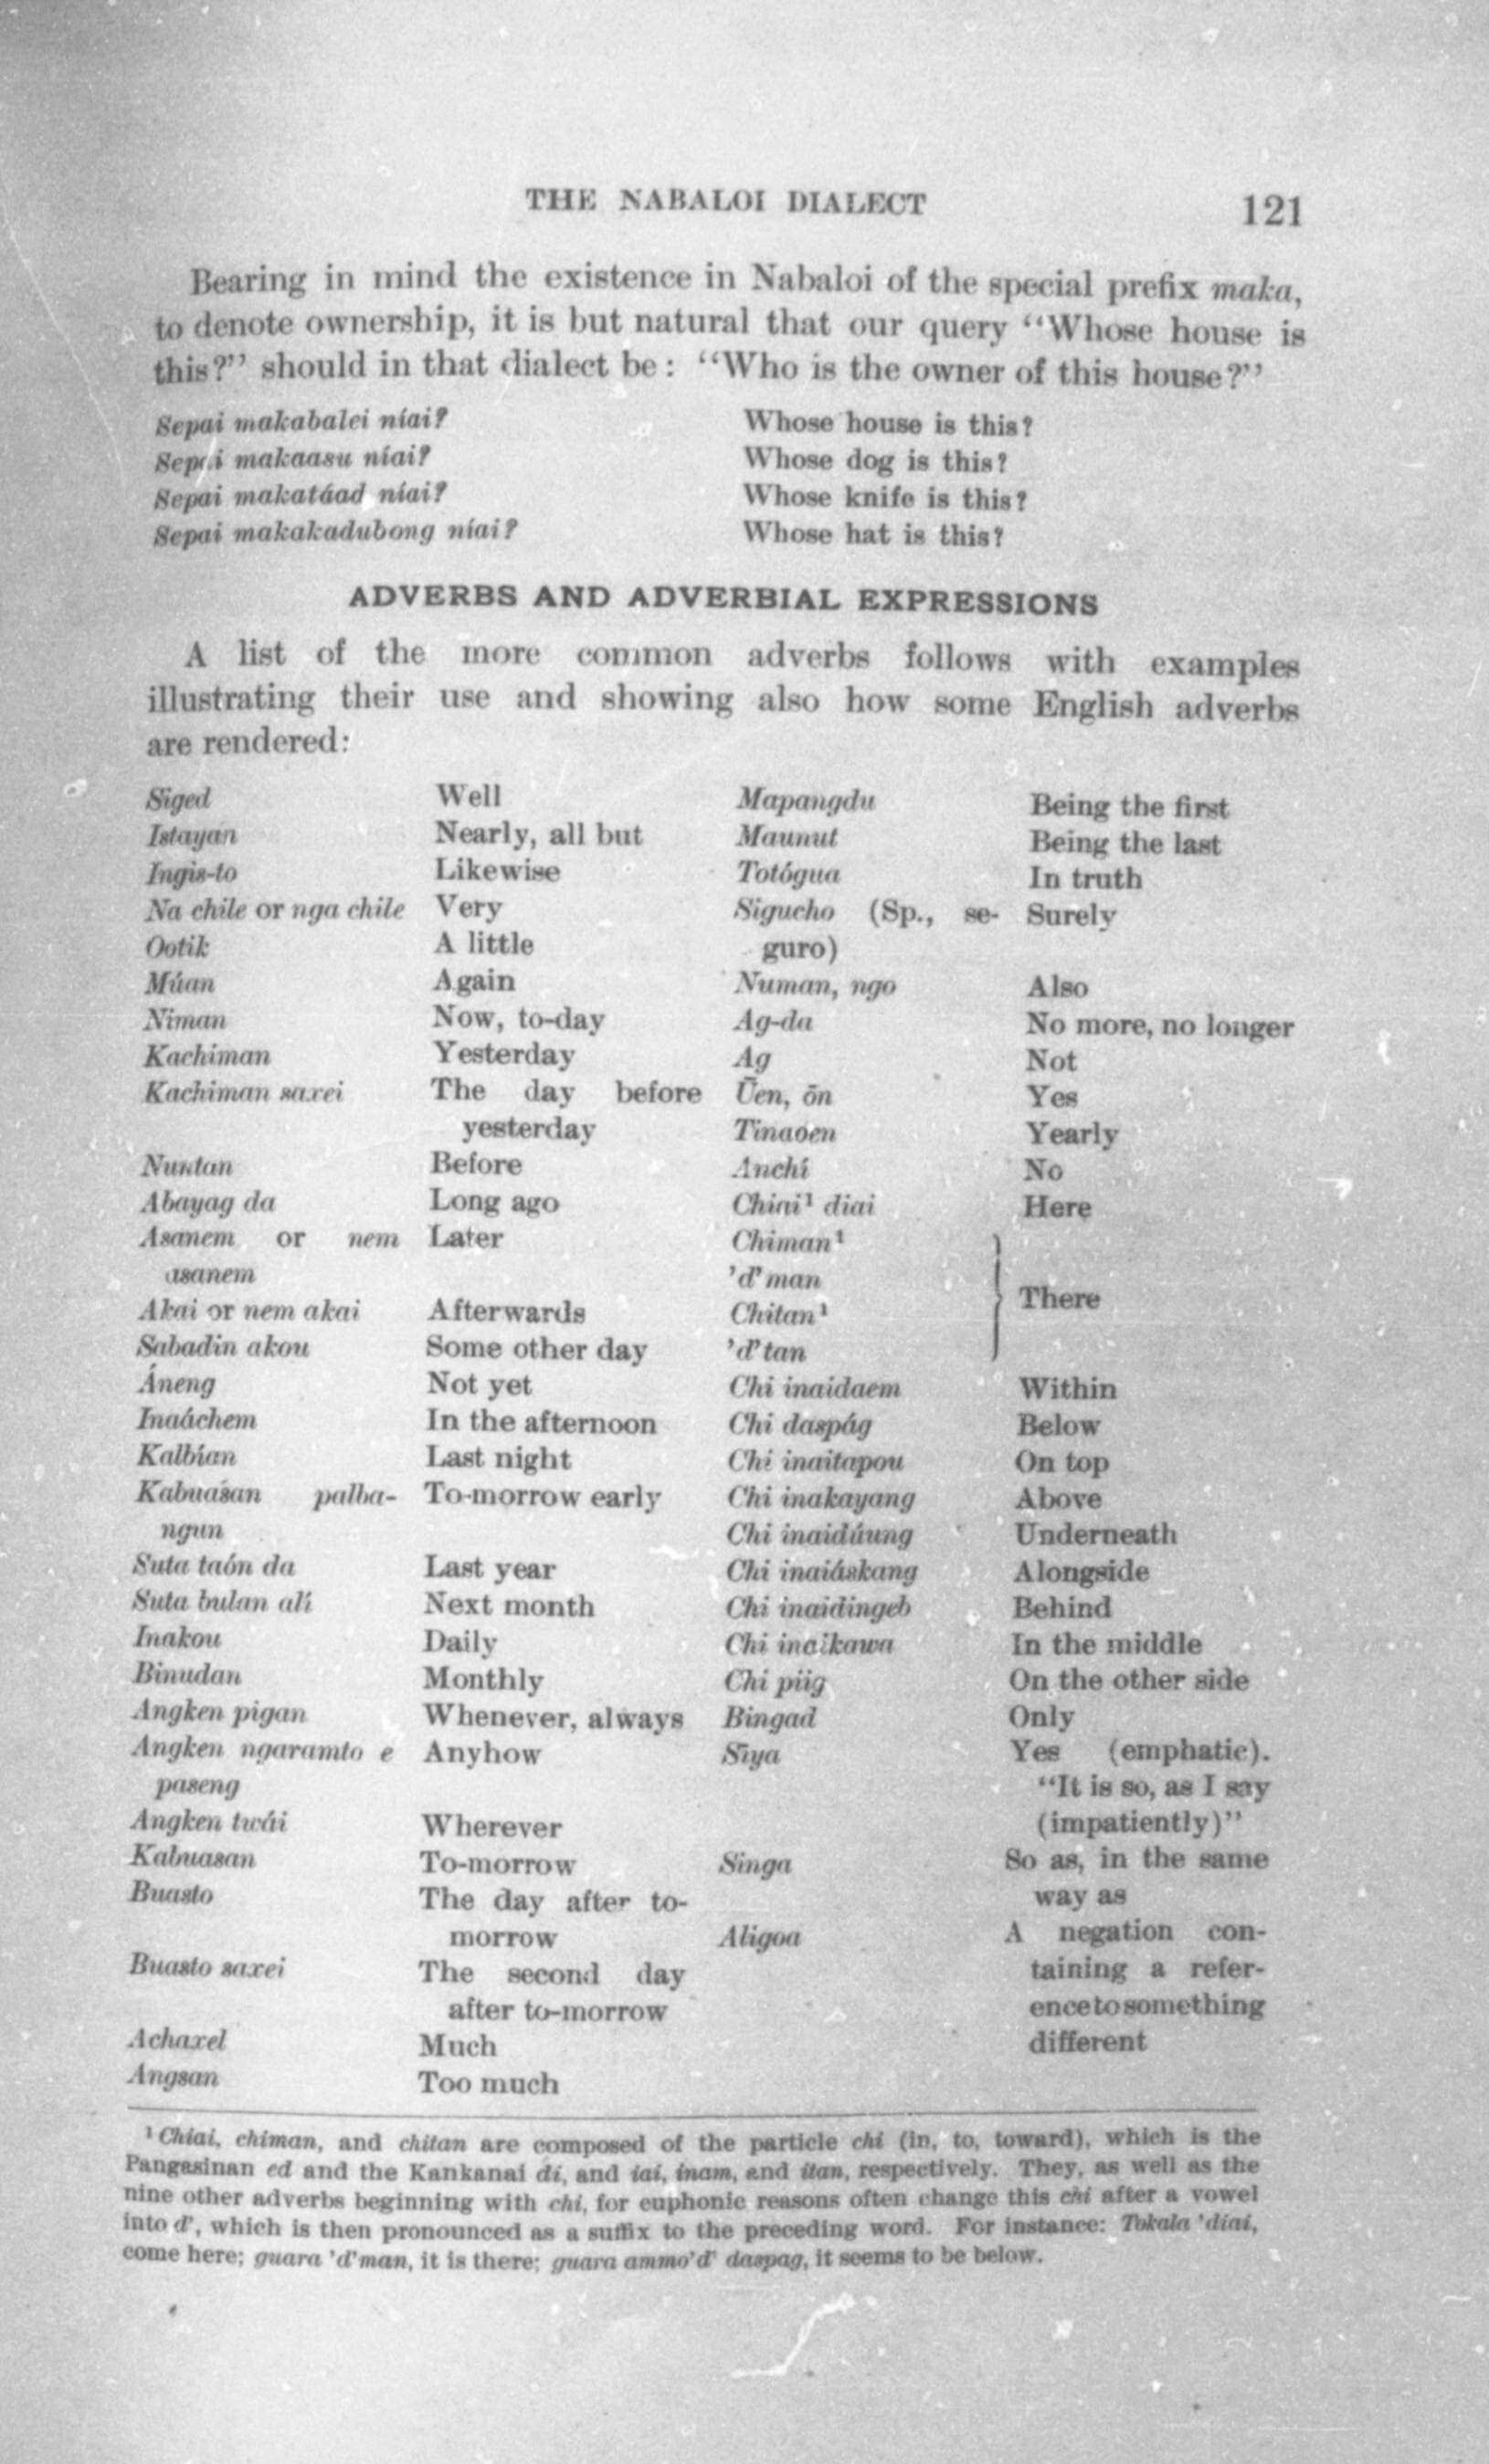 THE NABALOI DIALECT 121
Bearing in mind the existence in Nabaloi of the special prefix maka,
to denote ownership, it is but natural that our query “Whose house is
this?” should in that dialect be: “Who is the owner of this house?”
Sepai makabalei níai? Whose house is this?
Sepai makaasu níai? Whose dog is this?
Sepai makatáad níai? Whose knife is this?
Sepai makakadubong níai? Whose hat is this?
ADVERBS AND ADVERBIAL EXPRESSIONS
A list of the more common adverbs follows with examples
illustrating their use and showing also how some English adverbs
are rendered:
Siged Well
Istayan Nearly, all but
Ingis-to Likewise
Na chile or nga chile Very
Ootik A little
Múan Again
Niman Now, to-day
Kachiman Yesterday
Kachiman saxei The day before
yesterday
Nuntan Before
Abayag da Long ago
Asanem or nem Later
asanem
Akai or nem akai Afterwards
Sabadin akou Some other day
Áneng Not yet
Inaáchem In the afternoon
Kalbían Last night
Kabuásan palba- To-morrow early
ngun
Suta taón da Last year
Suta bulan alí Next month
Inakou Daily
Binudan Monthly
Angken pigan Whenever, always
Angken ngaramto e Anyhow
paseng
Angken twái Wherever
Kabuasan To-morrow
Buasto The day after to-
morrow
Buasto saxei The second day
after to-morrow
Achaxel Much
Angsan Too much
Mapangdu Being the first
Maunut Being the last
Totógua In truth
Sigucho (Sp., se- Surely
guro)
Numan, ngo Also
Ag-da No more, no longer
Ag Not
Ūen, ōn Yes
Tinaoen Yearly
Anchí No
Chiai¹ diai Here
Chiman¹
’d’ man
There
Chitan¹
’d’ tan
Chi inaidaem Within
Chi daspág Below
Chi inaitapou On top
Chi inakayang Above
Chi inaidúung Underneath
Chi inaiáskang Alongside
Chi inaidingeb Behind
Chi inaikawa In the middle
Chi piig On the other side
Bingad Only
Sīya Yes (emphatic).
“It is so, as I say
(impatiently)”
Singa So as, in the same
way as
Aligoa A negation con-
taining a refer-
ence to something
different
¹ Chiai, chiman, and chitan are composed of the particle chi (in, to, toward), which is the
Pangasinan ed and the Kankanai di, and iai, inam, and itan, respectively. They, as well as the
nine other adverbs beginning with chi, for euphonic reasons often change this chi after a vowel
into d’, which is then pronounced as a suffix to the preceding word. For instance: Tokala ’diai,
come here; guara ’d’man, it is there; guara ammo’d’ daspag, it seems to be below.